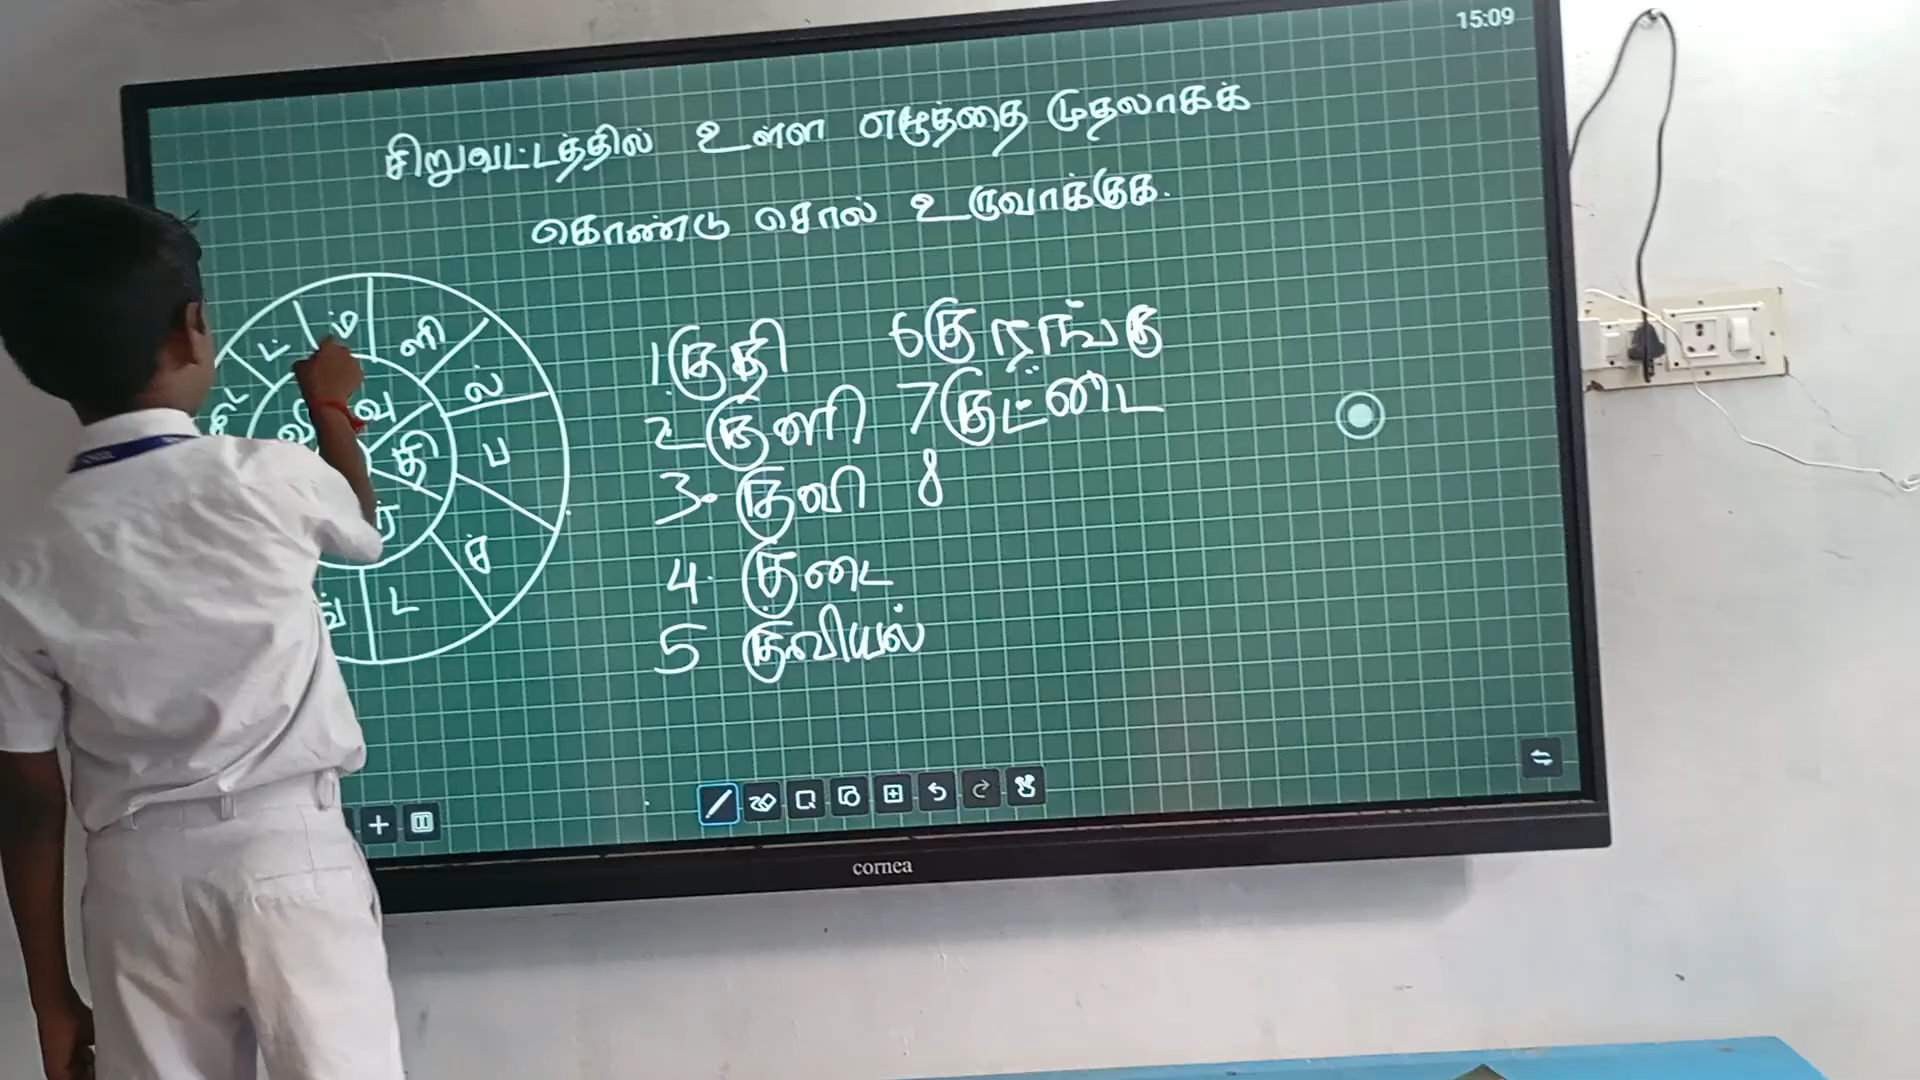 15:09
சிறுவட்டத்தில் உள்ள எழுத்தை முதலாகக்
கொண்டு சொல் உருவாக்குக.
ட் ம் ளி ல் ப ச் ட ங்
வி வ தி ர்
1 குதி
2 குளி
3. குவி
4. குடை
5 குவியல்
6 குரங்கு
7 குட்டை
8
cornea